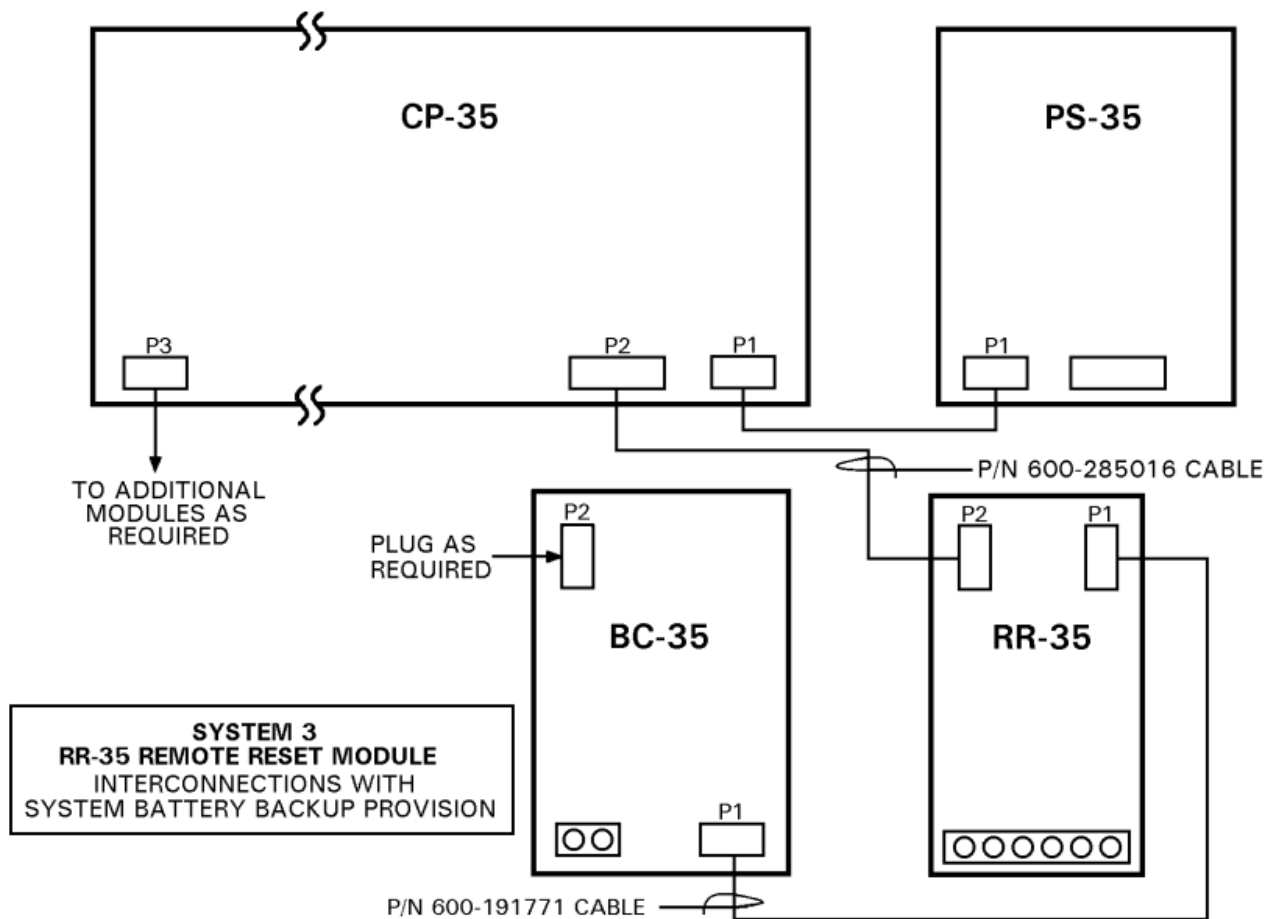 CP-35
PS-35
P3
P2
P1
P1
TO ADDITIONAL
MODULES AS
REQUIRED
P/N 600-285016 CABLE
P2
PLUG AS
REQUIRED
BC-35
P1
P2
P1
RR-35
SYSTEM 3
RR-35 REMOTE RESET MODULE
INTERCONNECTIONS WITH
SYSTEM BATTERY BACKUP PROVISION
P/N 600-191771 CABLE